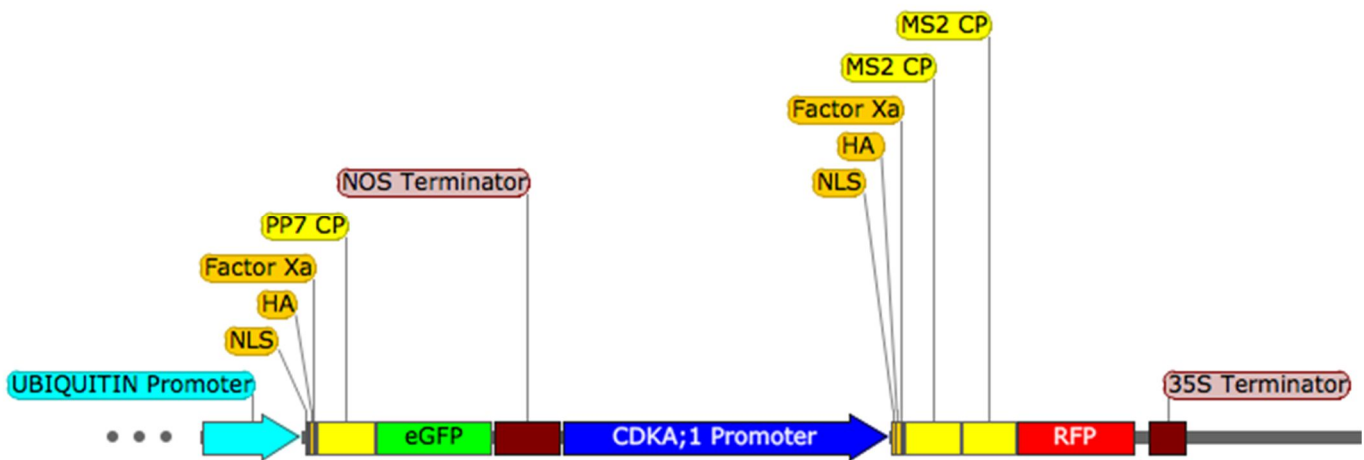 MS2 CP
MS2 CP
Factor Xa
HA
NLS
NOS Terminator
PP7 CP
Factor Xa
HA
NLS
UBIQUITIN Promoter
35S Terminator
eGFP
CDKA;1 Promoter
RFP